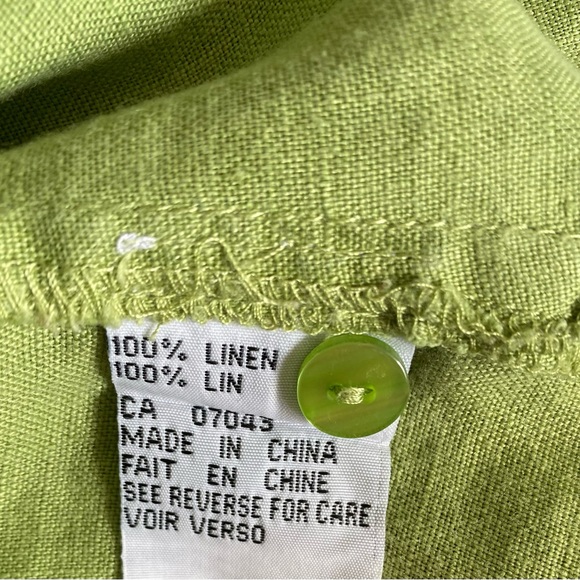 100% LINEN
100% LIN
CA 07043
MADE IN CHINA
FAIT EN CHINE
SEE REVERSE FOR CARE
VOIR VERSO